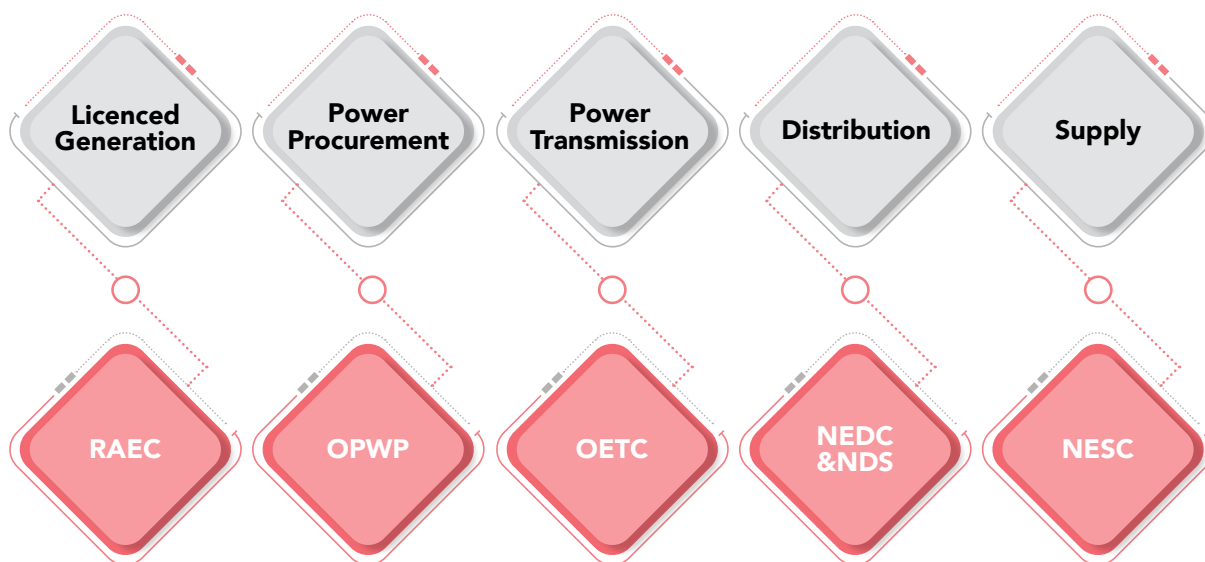 Licenced
Generation
Power
Procurement
Power
Transmission
Distribution
Supply
RAEC
OPWP
OETC
NEDC
&NDS
NESC